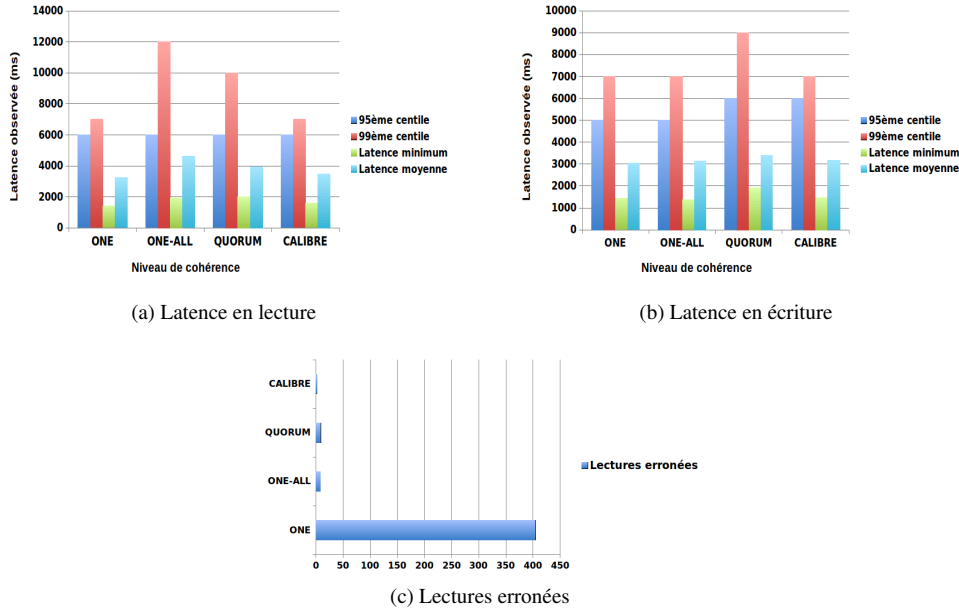 14000
12000
10000
8000
6000
4000
2000
0
Latence observée (ms)
ONE ONE-ALL QUORUM CALIBRE
Niveau de cohérence
95ème centile
99ème centile
Latence minimum
Latence moyenne
(a) Latence en lecture
10000
9000
8000
7000
6000
5000
4000
3000
2000
1000
0
Latence observée (ms)
ONE ONE-ALL QUORUM CALIBRE
Niveau de cohérence
95ème centile
99ème centile
Latence minimum
Latence moyenne
(b) Latence en écriture
CALIBRE
QUORUM
ONE-ALL
ONE
0 50 100 150 200 250 300 350 400 450
Lectures erronées
(c) Lectures erronées